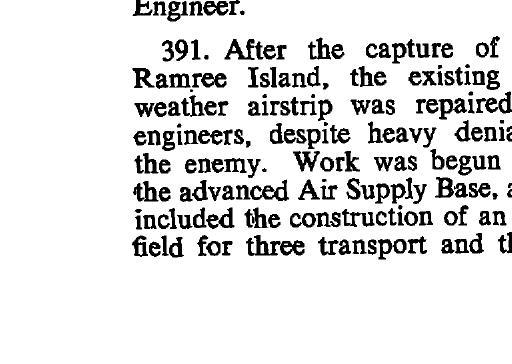 Engineer.
391. After the capture of
Ramree Island, the existing
weather airstrip was repaired
engineers, despite heavy denia
the enemy. Work was begun
the advanced Air Supply Base, a
included the construction of an
field for three transport and th